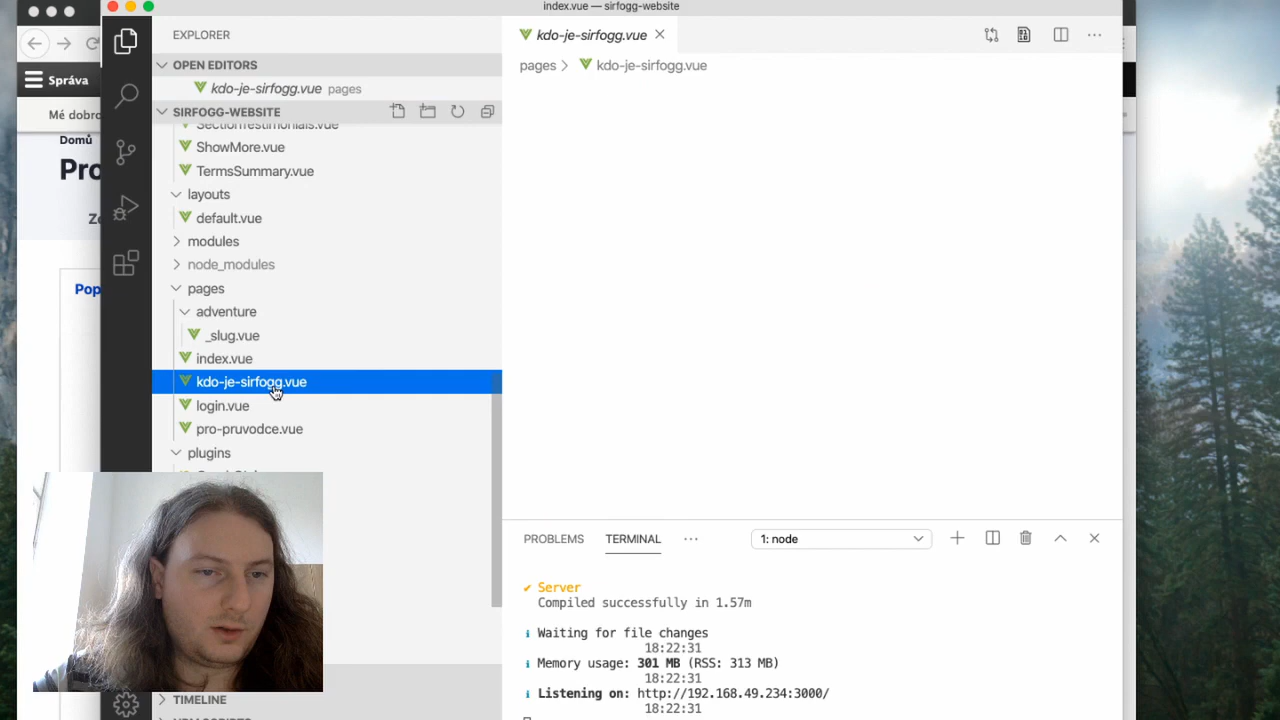 index.vue — sirfogg-website
EXPLORER
kdo-je-sirfogg.vue
OPEN EDITORS
pages > kdo-je-sirfogg.vue
Správa
kdo-je-sirfogg.vue pages
Mé dobro
SIRFOGG-WEBSITE
SectionTestimonials.vue
Domů
ShowMore.vue
Pro
TermsSummary.vue
layouts
default.vue
modules
node_modules
pages
Pop
adventure
_slug.vue
index.vue
kdo-je-sirfogg.vue
login.vue
pro-pruvodce.vue
plugins
PROBLEMS TERMINAL ··· 1: node
✔ Server
Compiled successfully in 1.57m
i Waiting for file changes
18:22:31
i Memory usage: 301 MB (RSS: 313 MB)
18:22:31
i Listening on: http://192.168.49.234:3000/
18:22:31
TIMELINE